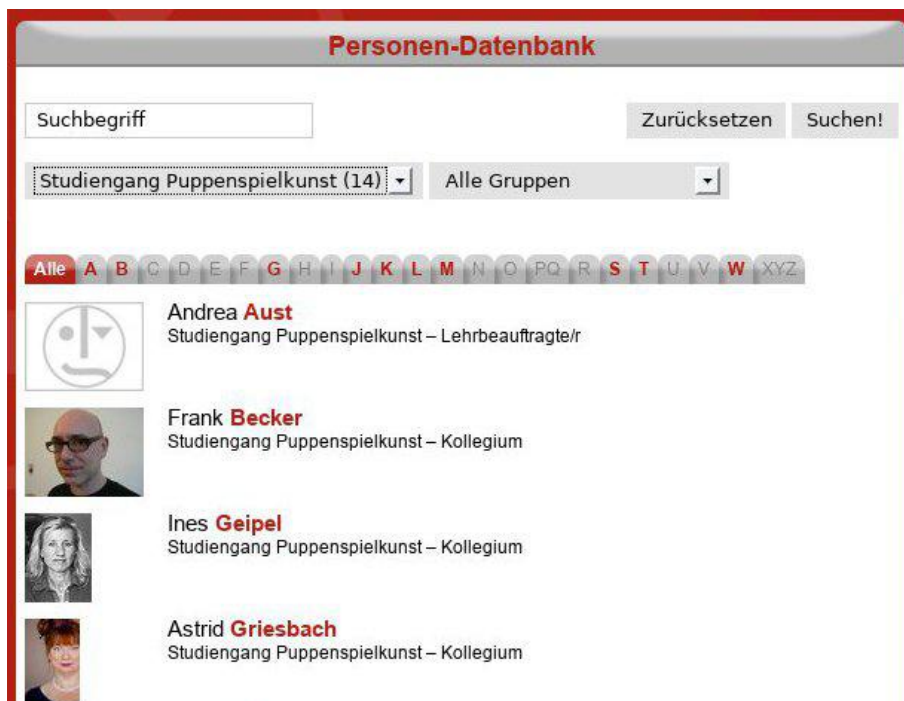 Personen-Datenbank
Suchbegriff
Zurücksetzen Suchen!
Studiengang Puppenspielkunst (14) Alle Gruppen
Alle A B C D E F G H I J K L M N O PQ R S T U V W XYZ
Andrea Aust
Studiengang Puppenspielkunst – Lehrbeauftragte/r
Frank Becker
Studiengang Puppenspielkunst – Kollegium
Ines Geipel
Studiengang Puppenspielkunst – Kollegium
Astrid Griesbach
Studiengang Puppenspielkunst – Kollegium